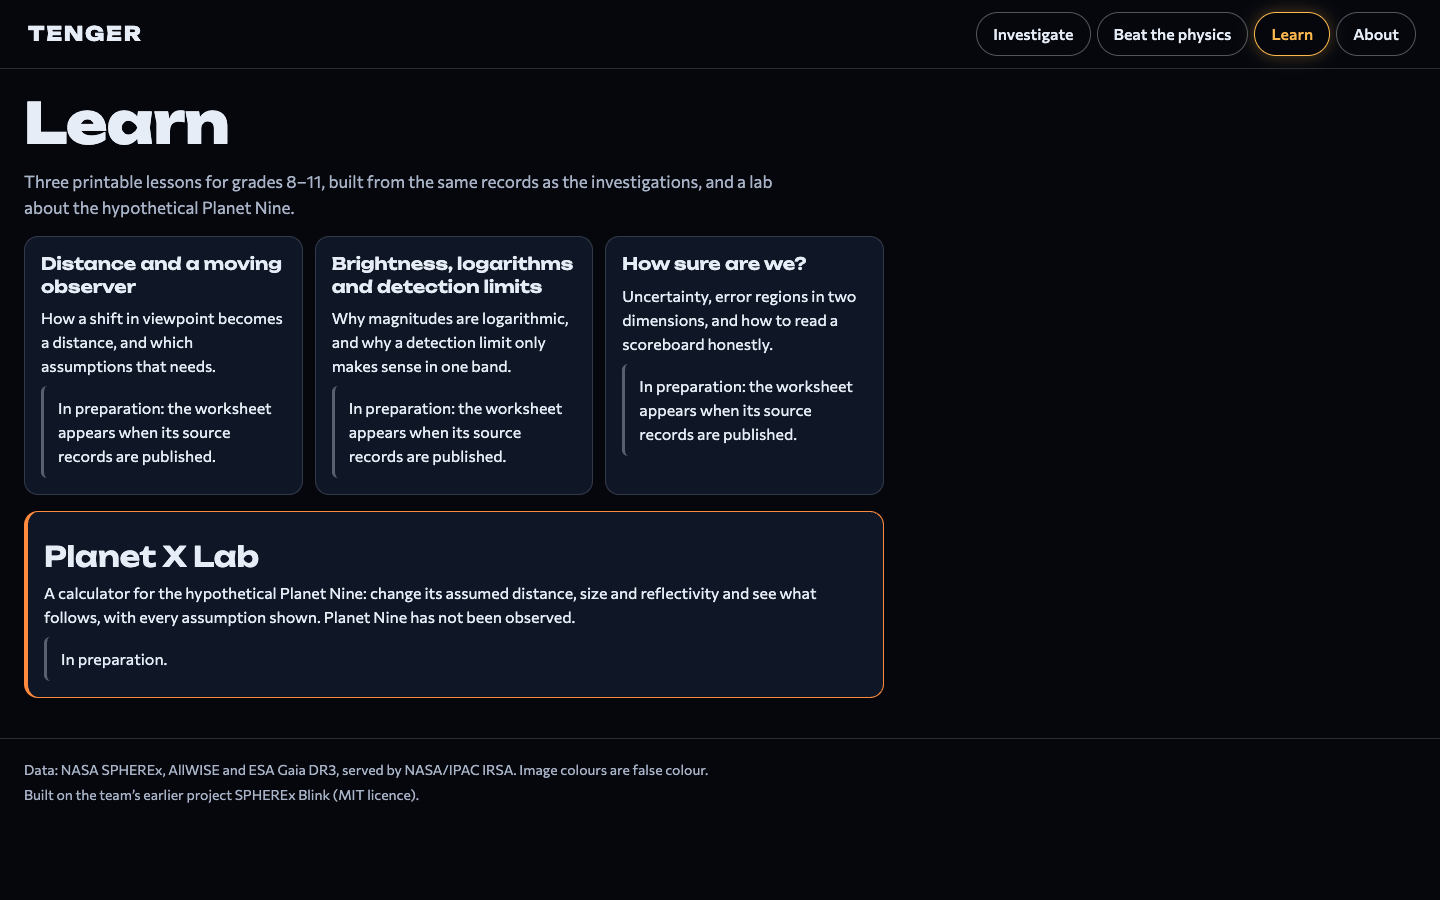 TENGER
Investigate
Beat the physics
Learn
About
Learn
Three printable lessons for grades 8–11, built from the same records as the investigations, and a lab
about the hypothetical Planet Nine.
Distance and a moving
observer
How a shift in viewpoint becomes
a distance, and which
assumptions that needs.
In preparation: the worksheet
appears when its source
records are published.
Brightness, logarithms
and detection limits
Why magnitudes are logarithmic,
and why a detection limit only
makes sense in one band.
In preparation: the worksheet
appears when its source
records are published.
How sure are we?
Uncertainty, error regions in two
dimensions, and how to read a
scoreboard honestly.
In preparation: the worksheet
appears when its source
records are published.
Planet X Lab
A calculator for the hypothetical Planet Nine: change its assumed distance, size and reflectivity and see what
follows, with every assumption shown. Planet Nine has not been observed.
In preparation.
Data: NASA SPHEREx, AllWISE and ESA Gaia DR3, served by NASA/IPAC IRSA. Image colours are false colour.
Built on the team’s earlier project SPHEREx Blink (MIT licence).